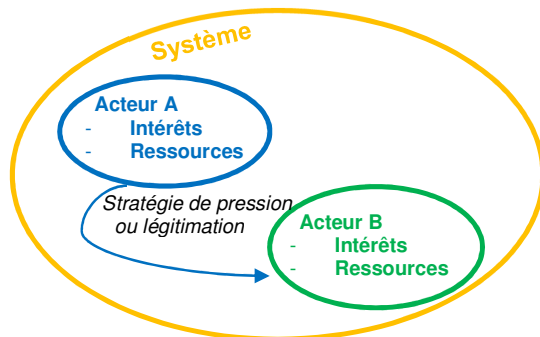 Système
Acteur A
- Intérêts
- Ressources
Stratégie de pression
ou légitimation
Acteur B
- Intérêts
- Ressources